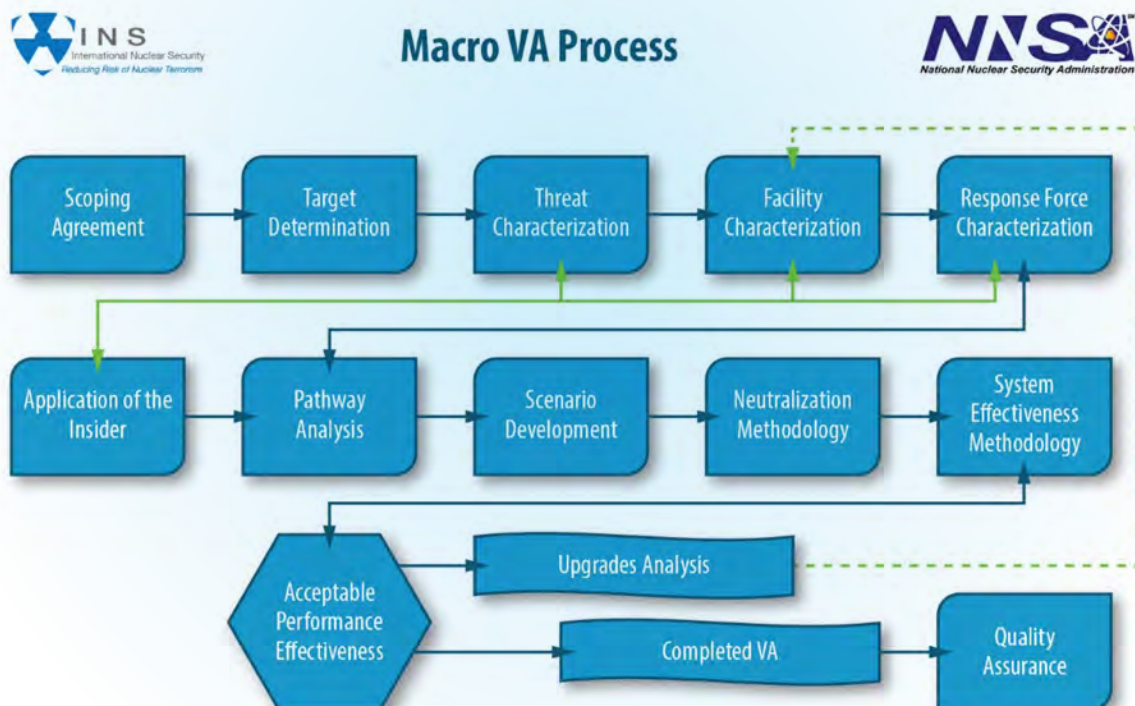 INS
International Nuclear Security
Reducing Risk of Nuclear Terrorism
Macro VA Process
NNSA
National Nuclear Security Administration
Scoping
Agreement
Target
Determination
Threat
Characterization
Facility
Characterization
Response Force
Characterization
Application of the
Insider
Pathway
Analysis
Scenario
Development
Neutralization
Methodology
System
Effectiveness
Methodology
Acceptable
Performance
Effectiveness
Upgrades Analysis
Completed VA
Quality
Assurance